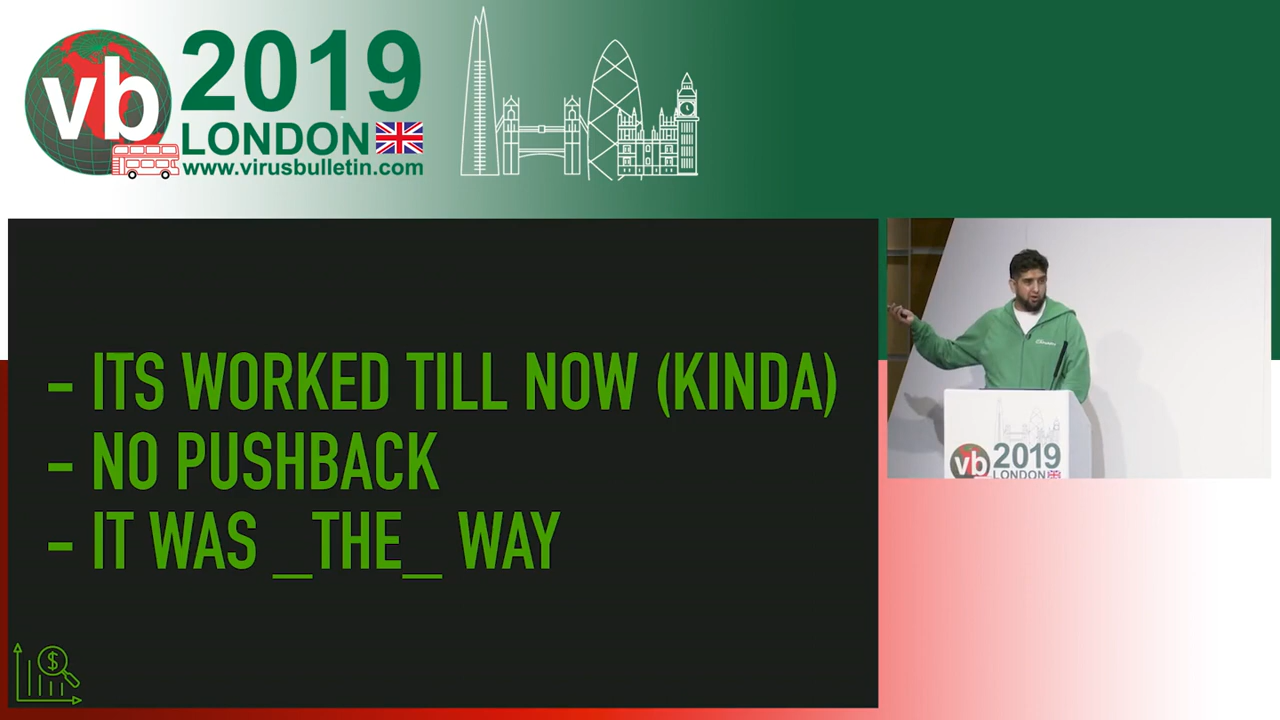 vb
2019
LONDON
www.virusbulletin.com
- ITS WORKED TILL NOW (KINDA)
- NO PUSHBACK
- IT WAS _THE_ WAY
$
vb
2019
LONDON